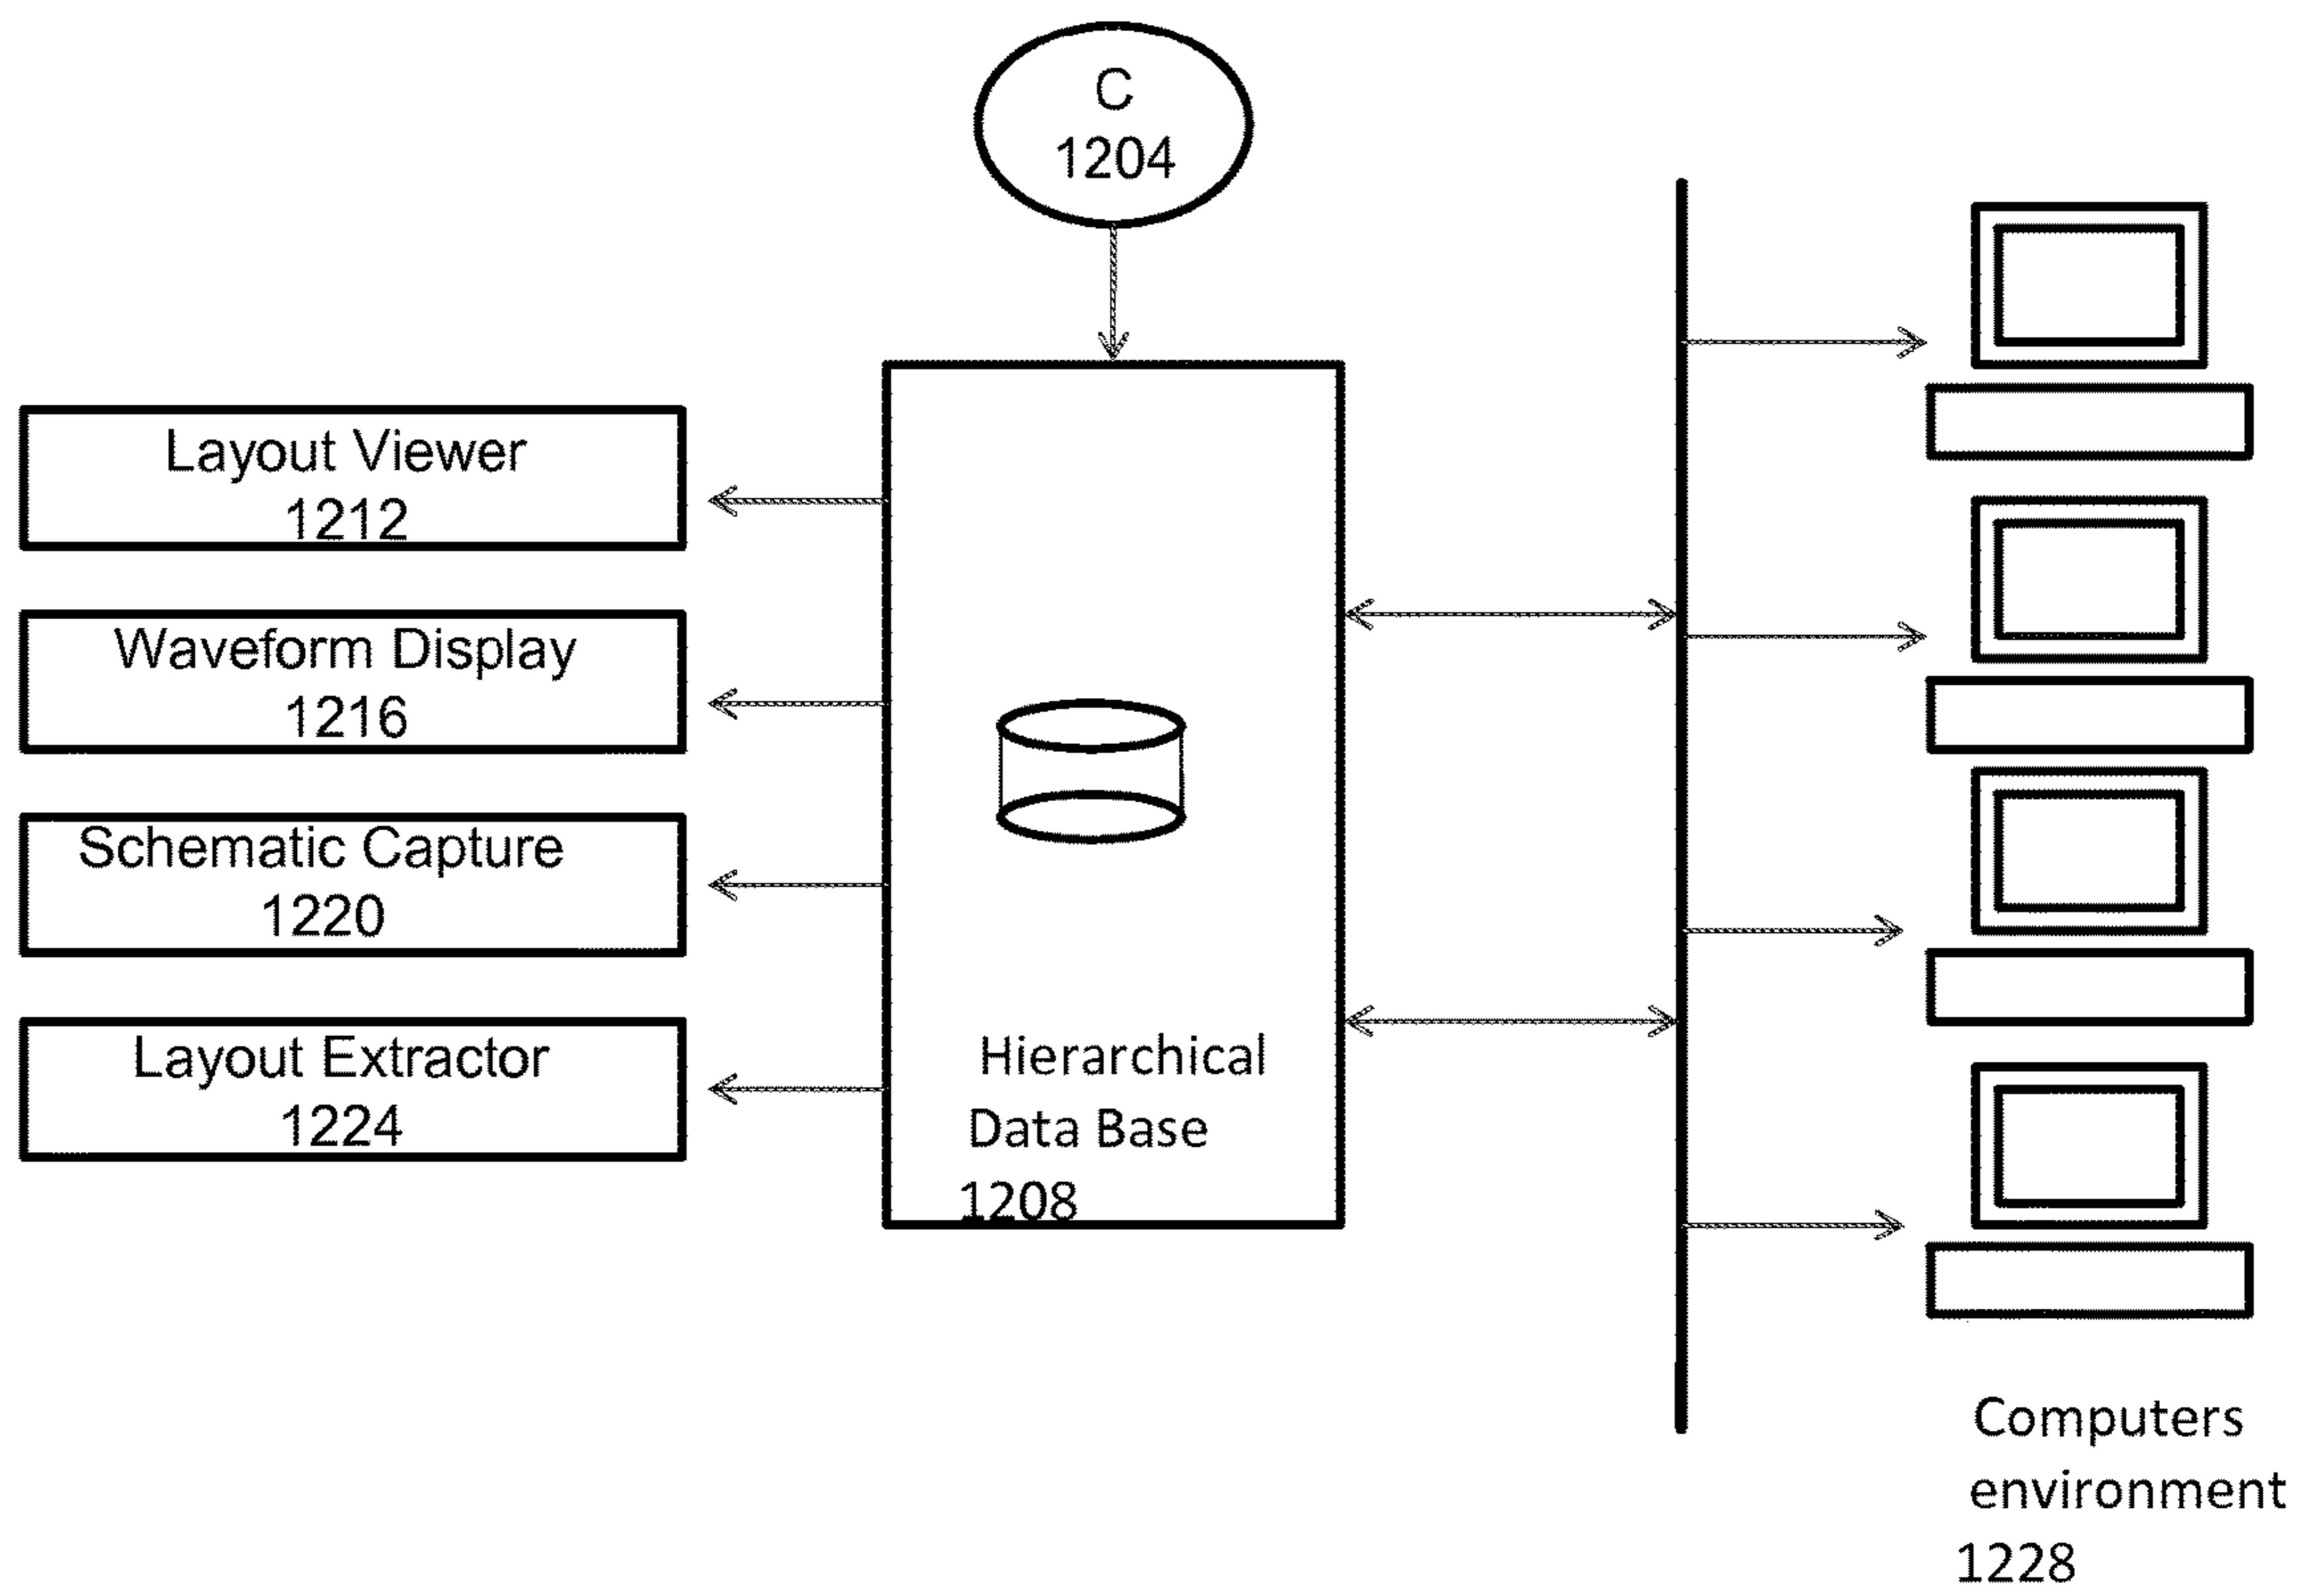 C
1204
Layout Viewer
1212
Waveform Display
1216
Schematic Capture
1220
Layout Extractor
1224
Hierarchical
Data Base
1208
Computers
environment
1228